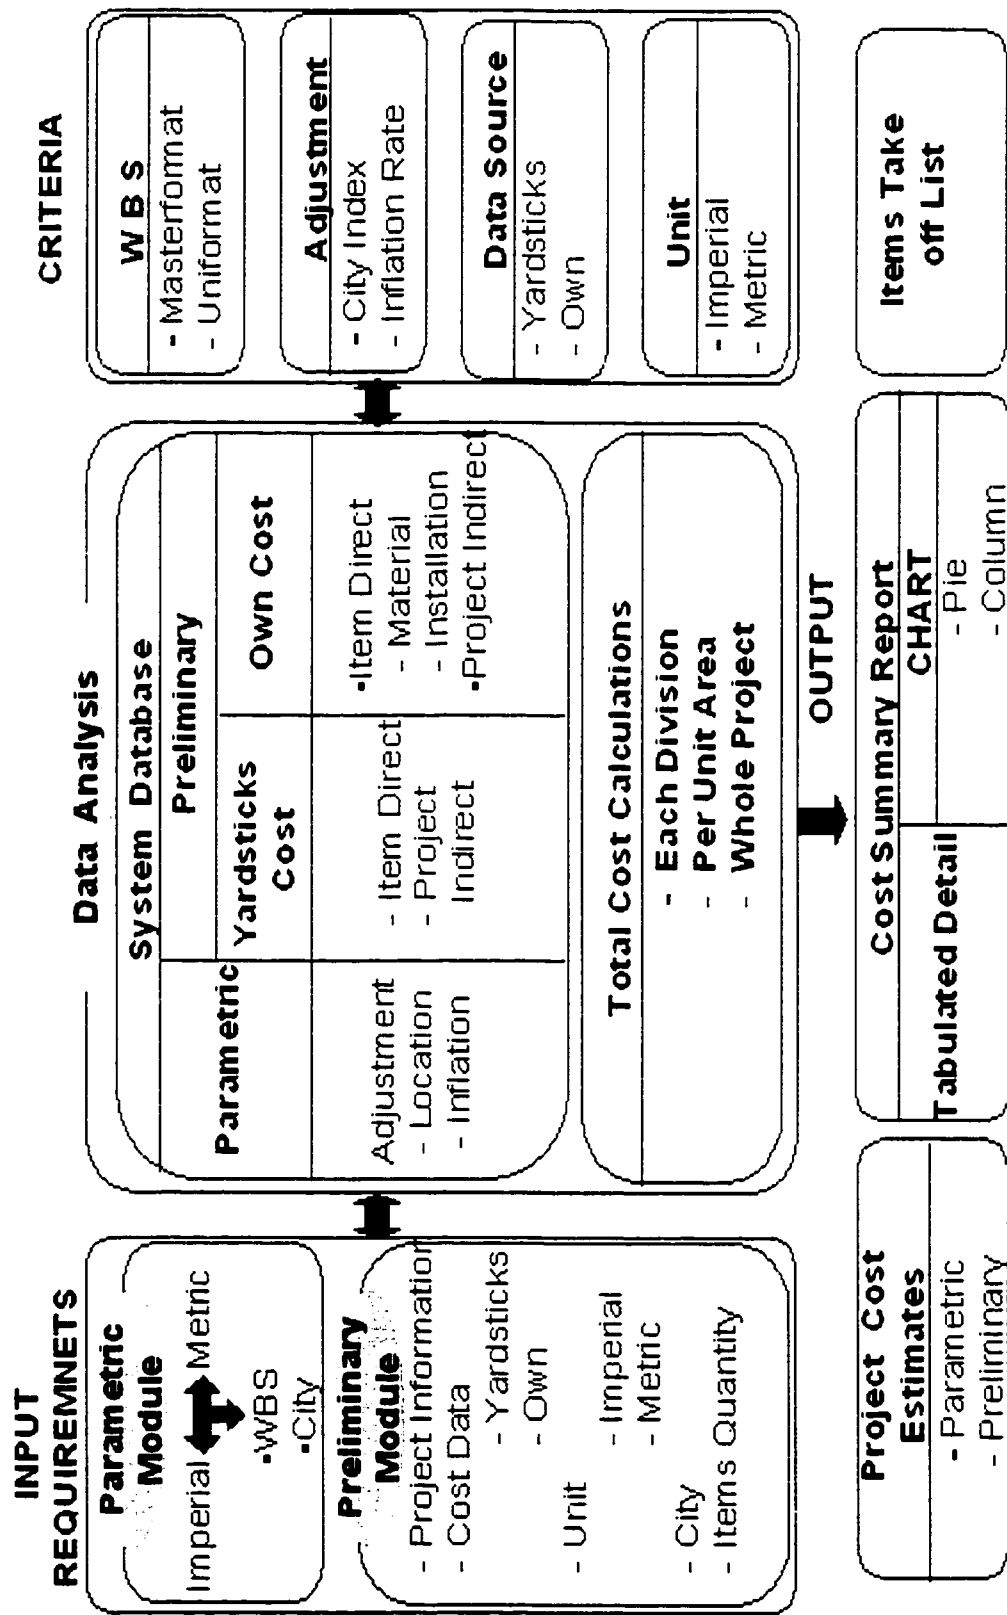 INPUT
REQUIREMNETS
Parametric
Module
Imperial Metric
▪WBS
▪City
Preliminary
Module
- Project Information
- Cost Data
- Yardsticks
- Own
- Unit
- Imperial
- Metric
- City
- Items Quantity
Data Analysis
System Database
Parametric
Preliminary
Yardsticks
Cost
Own Cost
Adjustment
- Location
- Inflation
- Item Direct
- Project
Indirect
▪Item Direct
- Material
- Installation
▪Project Indirect
Total Cost Calculations
- Each Division
- Per Unit Area
- Whole Project
CRITERIA
W B S
- Masterformat
- Uniformat
Adjustment
- City Index
- Inflation Rate
Data Source
- Yardsticks
- Own
Unit
- Imperial
- Metric
OUTPUT
Project Cost
Estimates
- Parametric
- Preliminary
Cost Summary Report
Tabulated Detail
CHART
- Pie
- Column
Items Take
off List